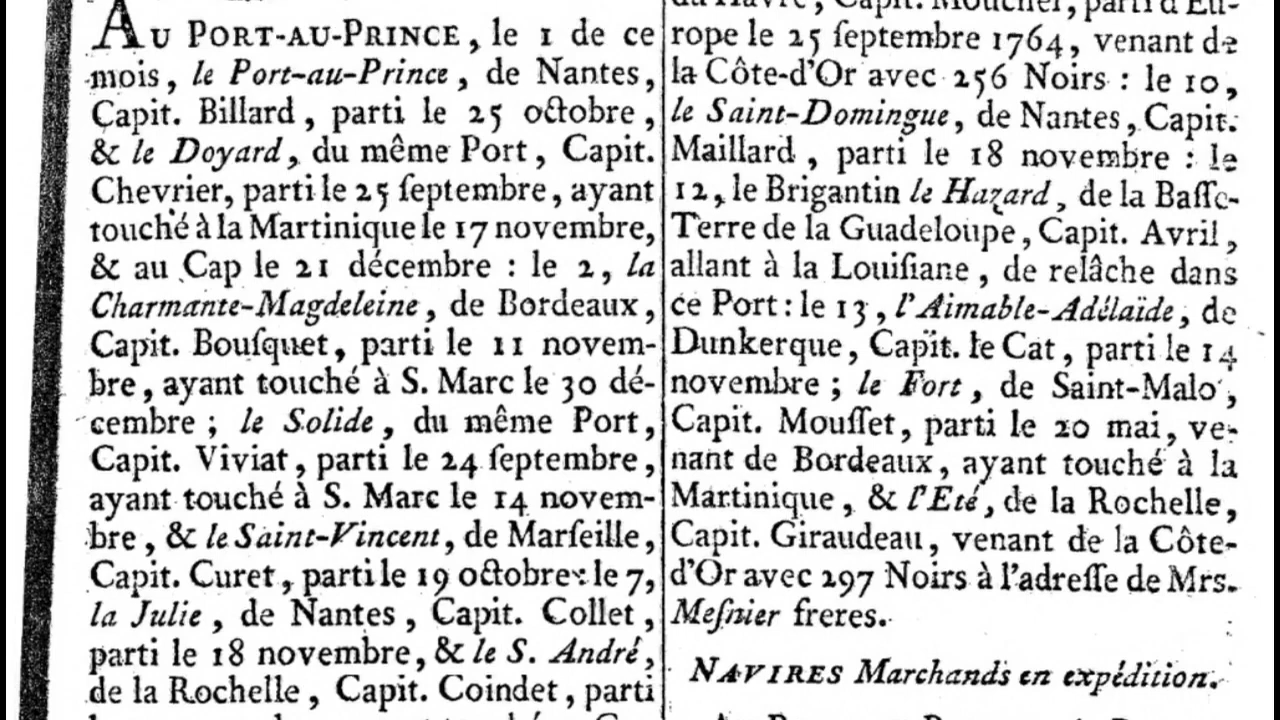 AU PORT-AU-PRINCE, le 1 de ce
mois, le Port-au-Prince, de Nantes,
Capit. Billard, parti le 25 octobre,
& le Doyard, du même Port, Capit.
Chevrier, parti le 25 ſeptembre, ayant
touché à la Martinique le 17 novembre,
& au Cap le 21 décembre : le 2, la
Charmante-Magdeleine, de Bordeaux,
Capit. Bouſquet, parti le 11 novem-
bre, ayant touché à S. Marc le 30 dé-
cembre ; le Solide, du même Port,
Capit. Viviat, parti le 24 ſeptembre,
ayant touché à S. Marc le 14 novem-
bre, & le Saint-Vincent, de Marſeille,
Capit. Curet, parti le 19 octobre : le 7,
la Julie, de Nantes, Capit. Collet,
parti le 18 novembre, & le S. André,
de la Rochelle, Capit. Coindet, parti
du Havre, Capit. Moucher, parti d'Eu-
rope le 25 ſeptembre 1764, venant de
la Côte-d'Or avec 256 Noirs : le 10,
le Saint-Domingue, de Nantes, Capit.
Maillard, parti le 18 novembre : le
12, le Brigantin le Hazard, de la Baſſe-
Terre de la Guadeloupe, Capit. Avril,
allant à la Louiſiane, de relâche dans
ce Port : le 13, l'Aimable-Adélaïde, de
Dunkerque, Capit. le Cat, parti le 14
novembre ; le Fort, de Saint-Malo,
Capit. Mouſſet, parti le 20 mai, ve-
nant de Bordeaux, ayant touché à la
Martinique, & l'Eté, de la Rochelle,
Capit. Giraudeau, venant de la Côte-
d'Or avec 297 Noirs à l'adreſſe de Mrs.
Meſnier freres.
NAVIRES Marchands en expédition.